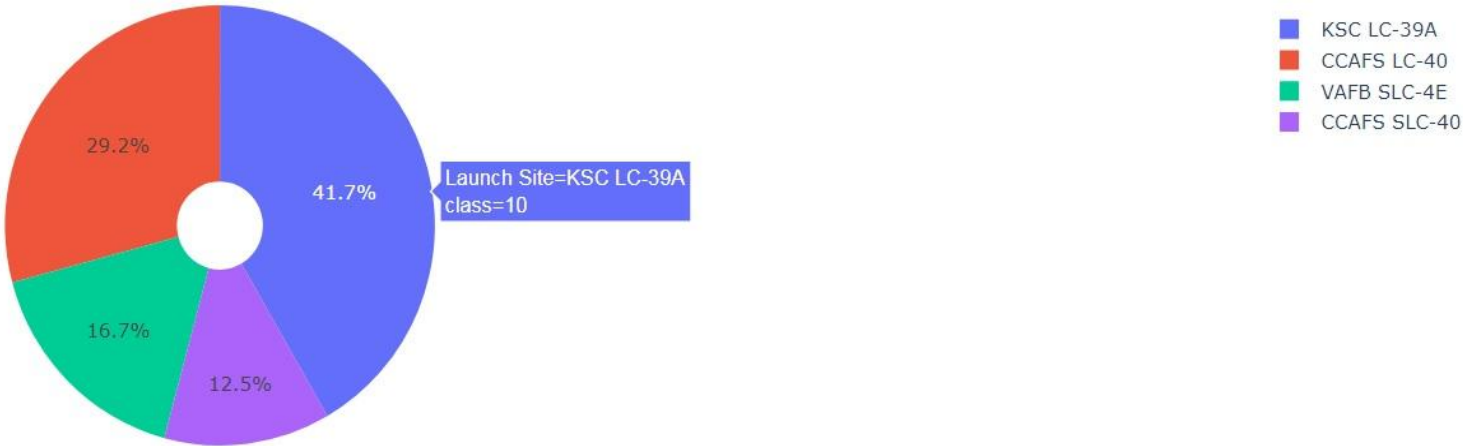 KSC LC-39A
CCAFS LC-40
VAFB SLC-4E
CCAFS SLC-40
29.2%
41.7%
Launch Site=KSC LC-39A
class=10
16.7%
12.5%